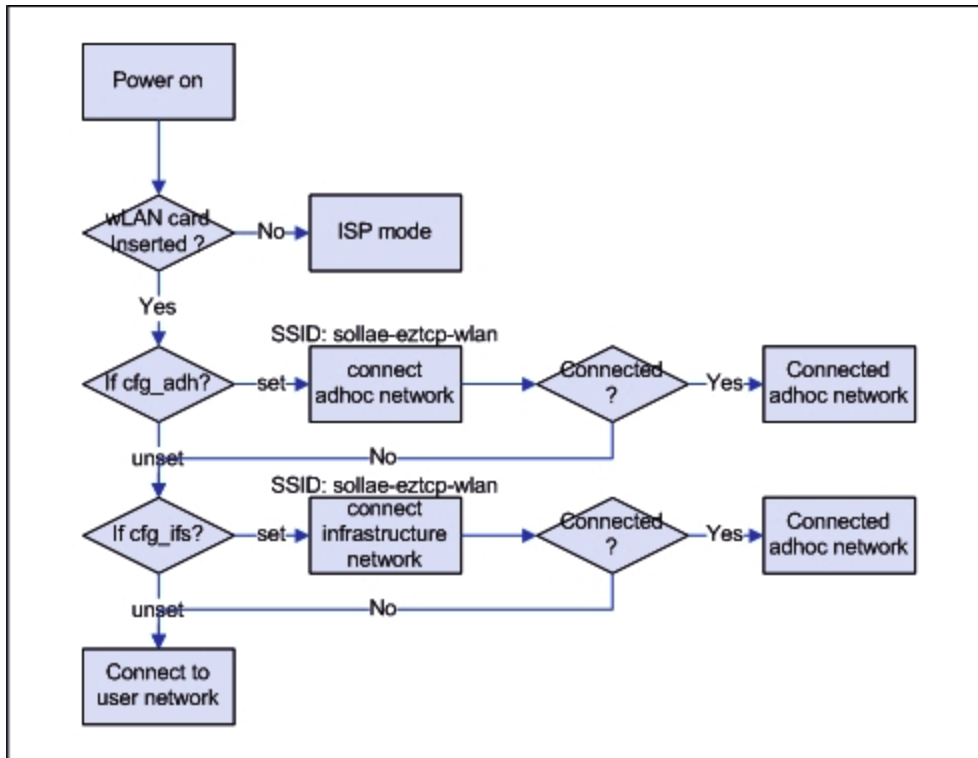 Power on
wLAN card
Inserted ?
No
ISP mode
Yes
SSID: sollae-eztcp-wlan
If cfg_adh?
set
connect
adhoc network
Connected
?
Yes
Connected
adhoc network
unset
No
SSID: sollae-eztcp-wlan
If cfg_ifs?
set
connect
infrastructure
network
Connected
?
Yes
Connected
adhoc network
unset
No
Connect to
user network